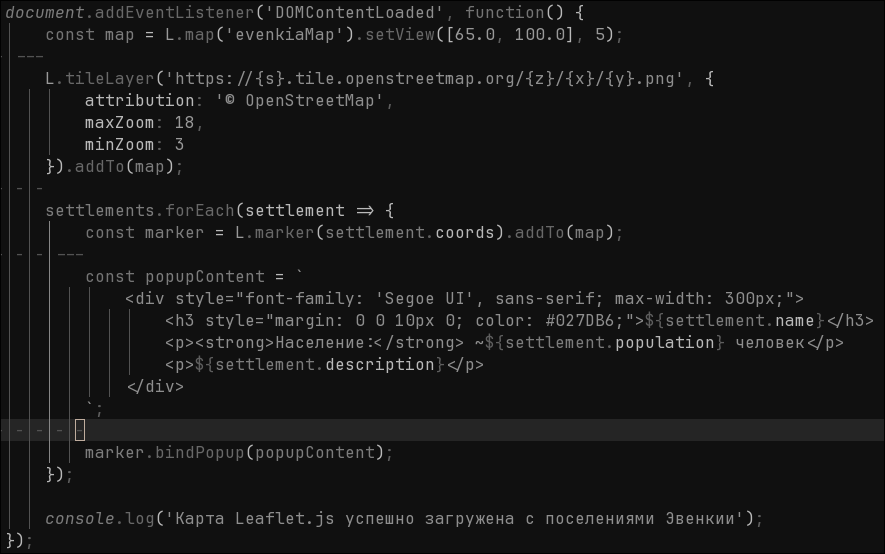 document.addEventListener('DOMContentLoaded', function() {
const map = L.map('evenkiaMap').setView([65.0, 100.0], 5);
L.tileLayer('https://{s}.tile.openstreetmap.org/{z}/{x}/{y}.png', {
attribution: '© OpenStreetMap',
maxZoom: 18,
minZoom: 3
}).addTo(map);
settlements.forEach(settlement => {
const marker = L.marker(settlement.coords).addTo(map);
const popupContent = `
<div style="font-family: 'Segoe UI', sans-serif; max-width: 300px;">
<h3 style="margin: 0 0 10px 0; color: #027DB6;">${settlement.name}</h3>
<p><strong>Население:</strong> ~${settlement.population} человек</p>
<p>${settlement.description}</p>
</div>
`;
marker.bindPopup(popupContent);
});
console.log('Карта Leaflet.js успешно загружена с поселениями Эвенкии');
});